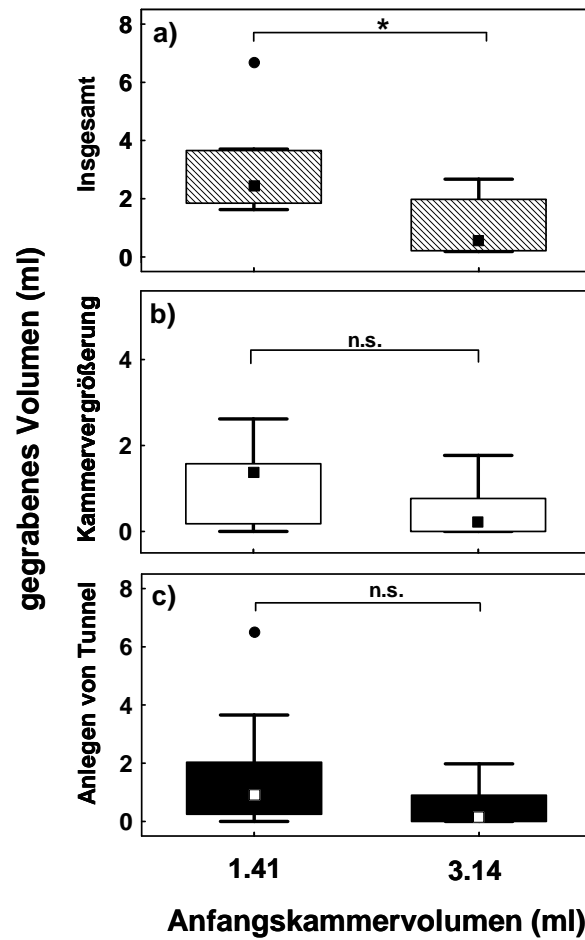 gegrabenes Volumen (ml)
a)
Insgesamt
8
6
4
2
0
*
b)
Kammervergrößerung
4
2
0
n.s.
c)
Anlegen von Tunnel
8
6
4
2
0
n.s.
1.41 3.14
Anfangskammervolumen (ml)